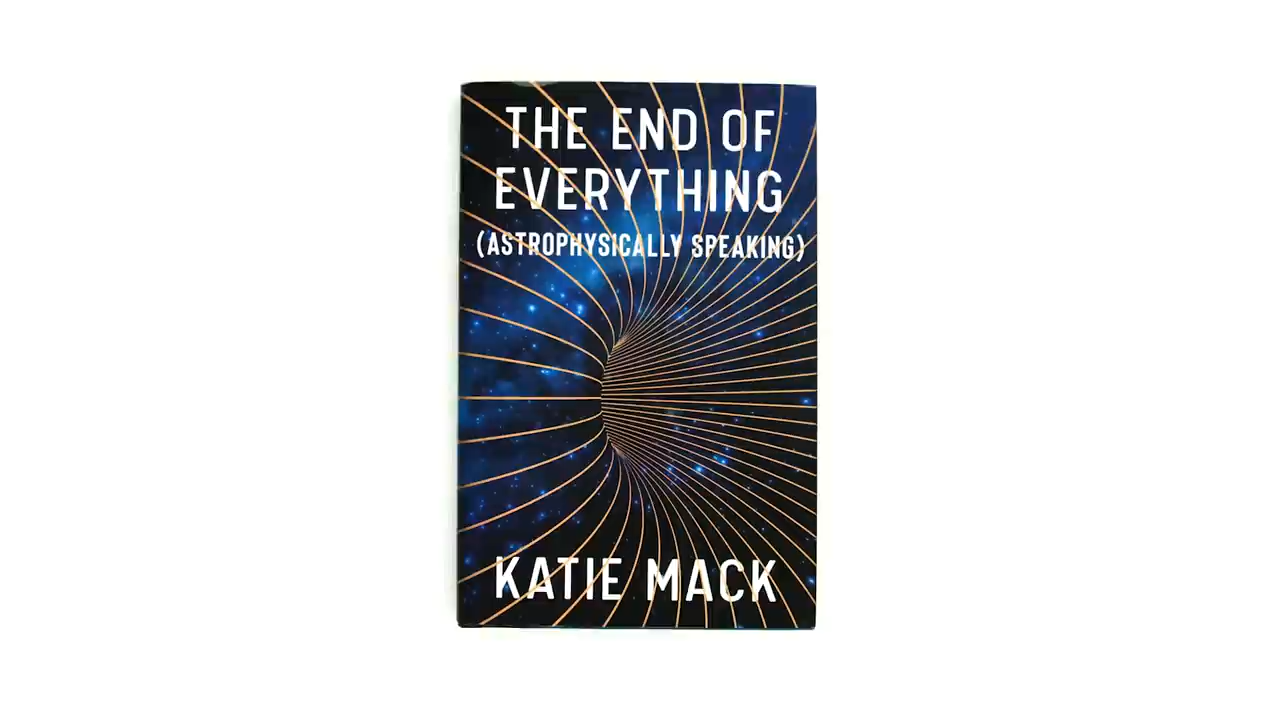 THE END OF
EVERYTHING
(ASTROPHYSICALLY SPEAKING)
KATIE MACK